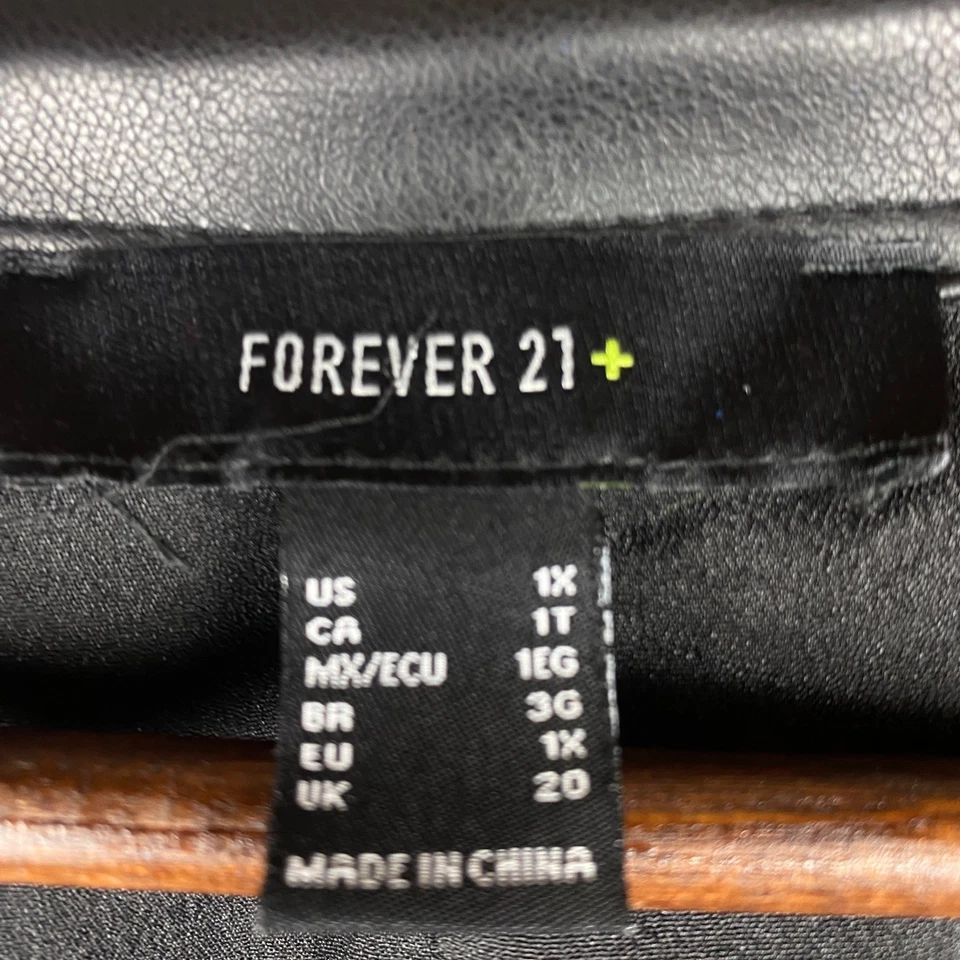 FOREVER 21+
US 1X
CA 1T
MX/ECU 1EG
BR 3G
EU 1X
UK 20
MADE IN CHINA